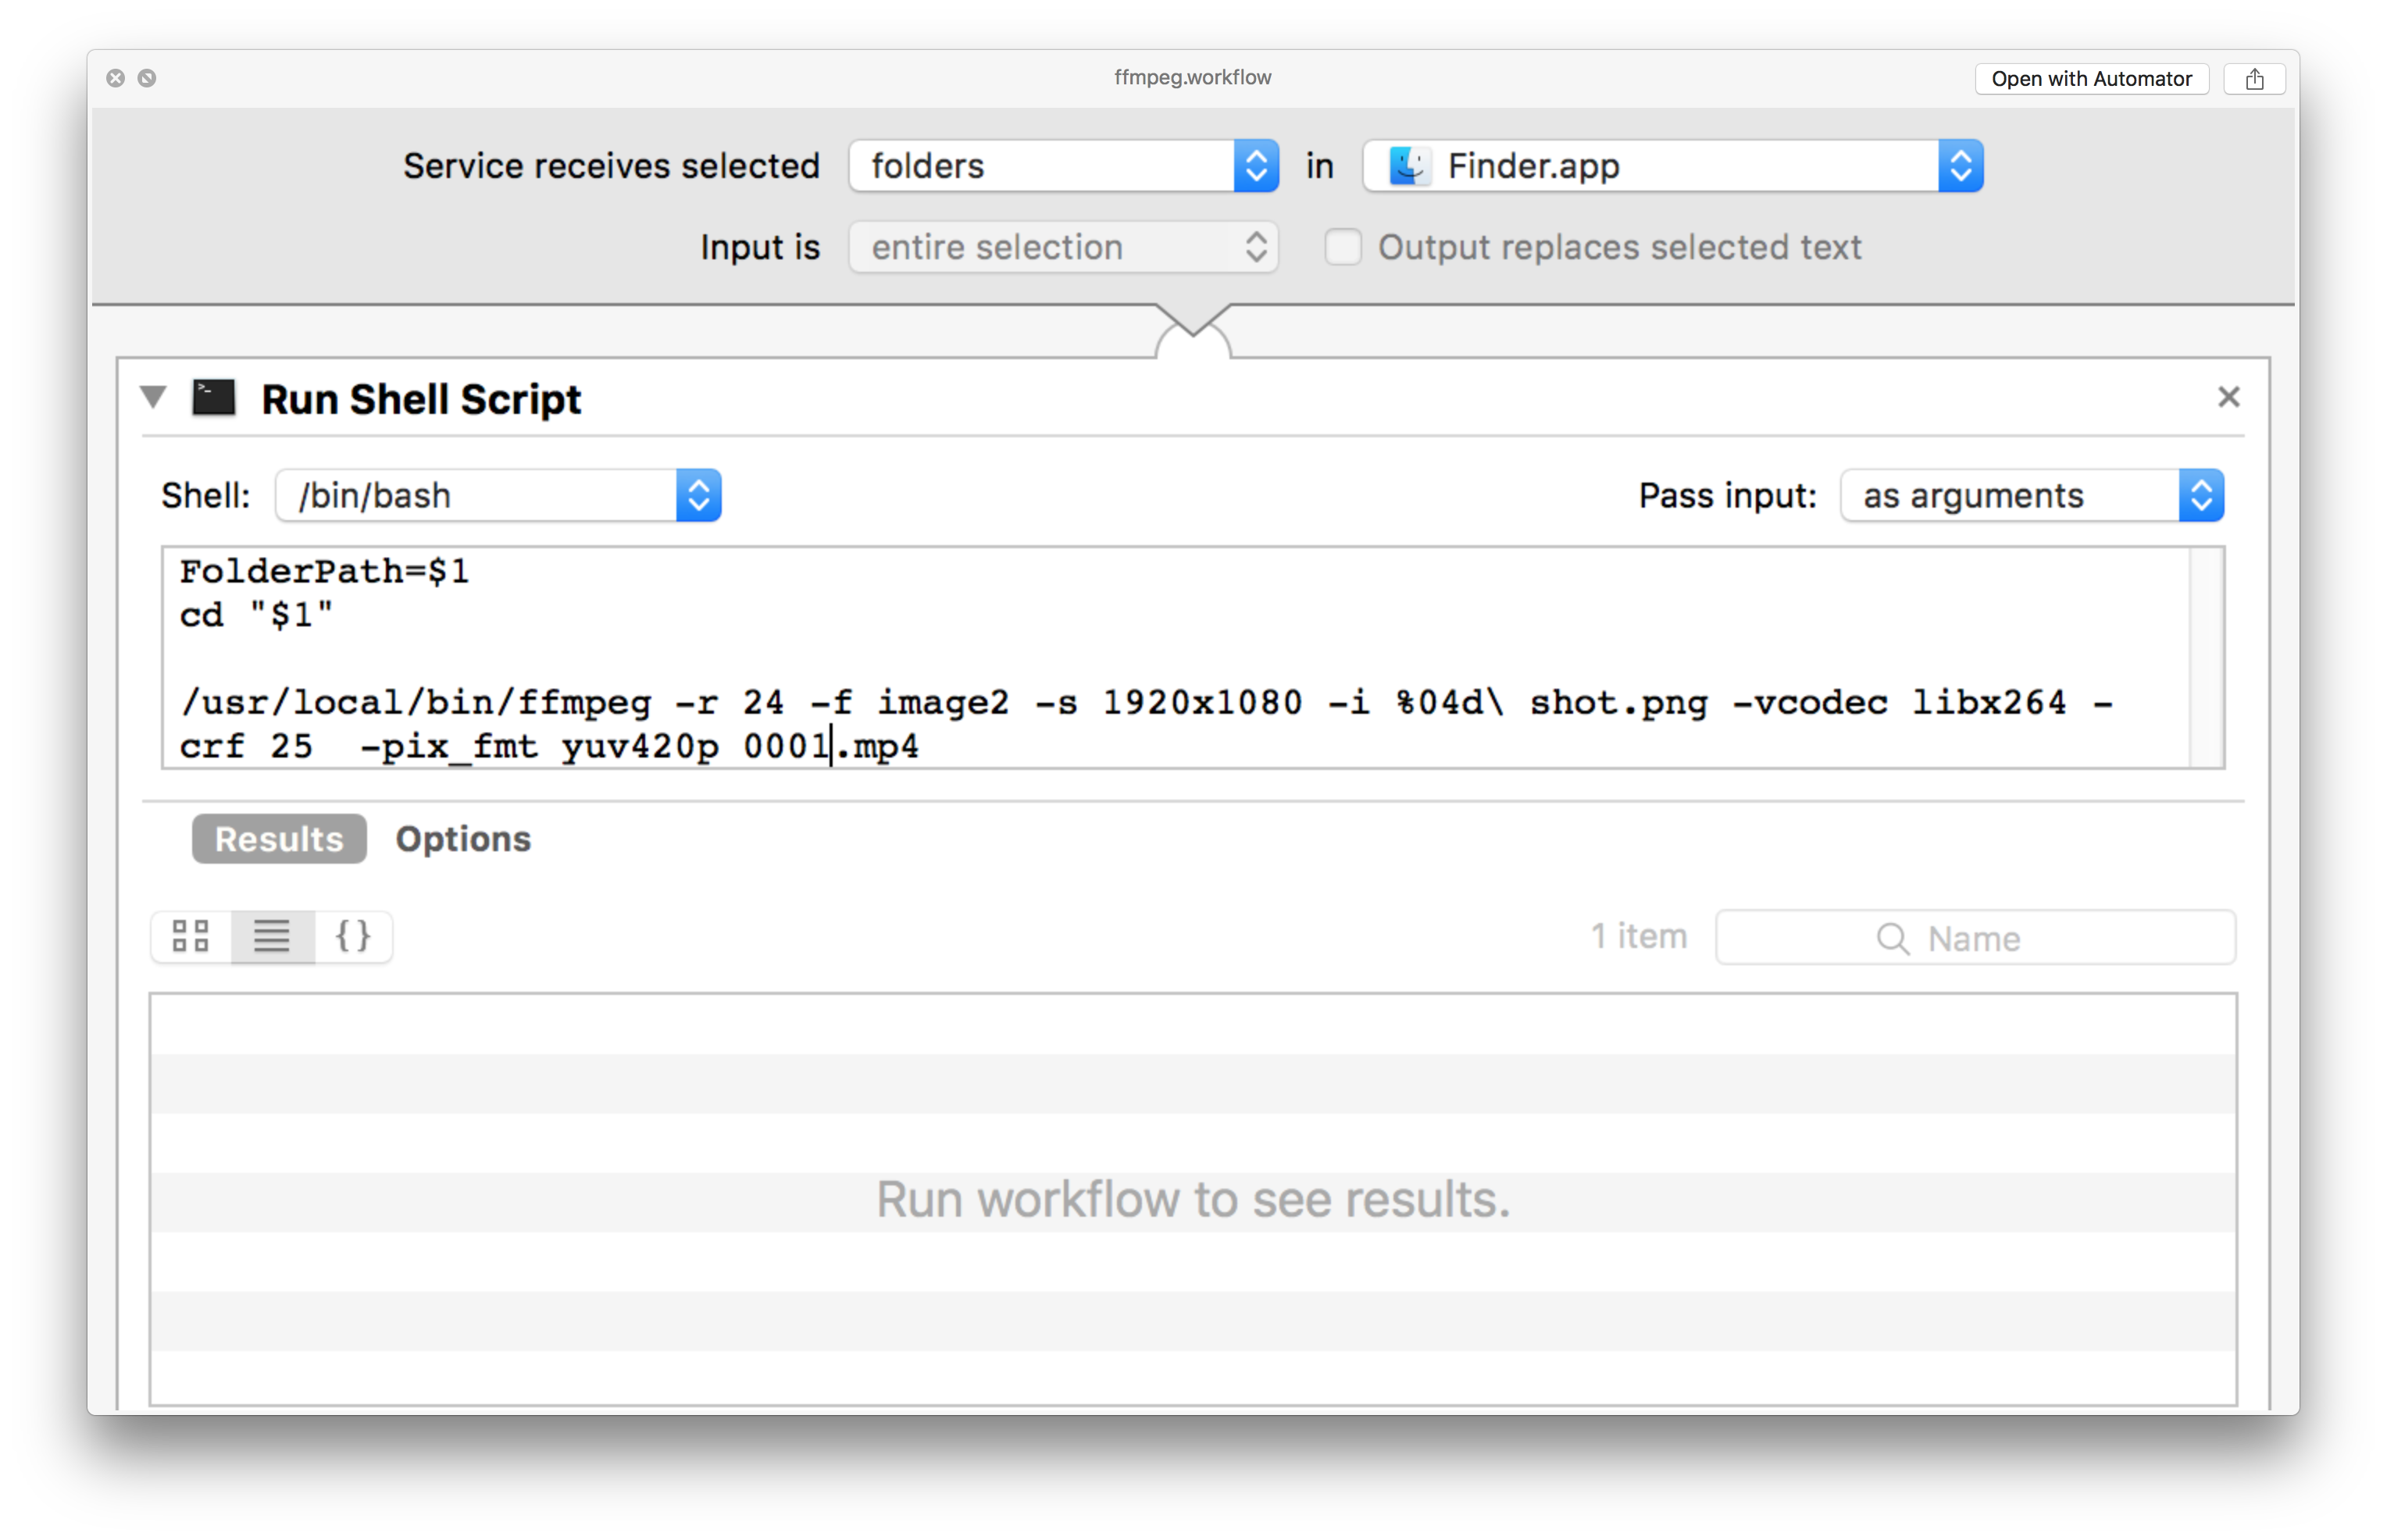 ffmpeg.workflow
Open with Automator
Service receives selected folders in Finder.app
Input is entire selection Output replaces selected text
Run Shell Script
Shell: /bin/bash Pass input: as arguments
FolderPath=$1
cd "$1"
/usr/local/bin/ffmpeg -r 24 -f image2 -s 1920x1080 -i %04d\ shot.png -vcodec libx264 -
crf 25  -pix_fmt yuv420p 0001.mp4
Results Options
{} 1 item Name
Run workflow to see results.